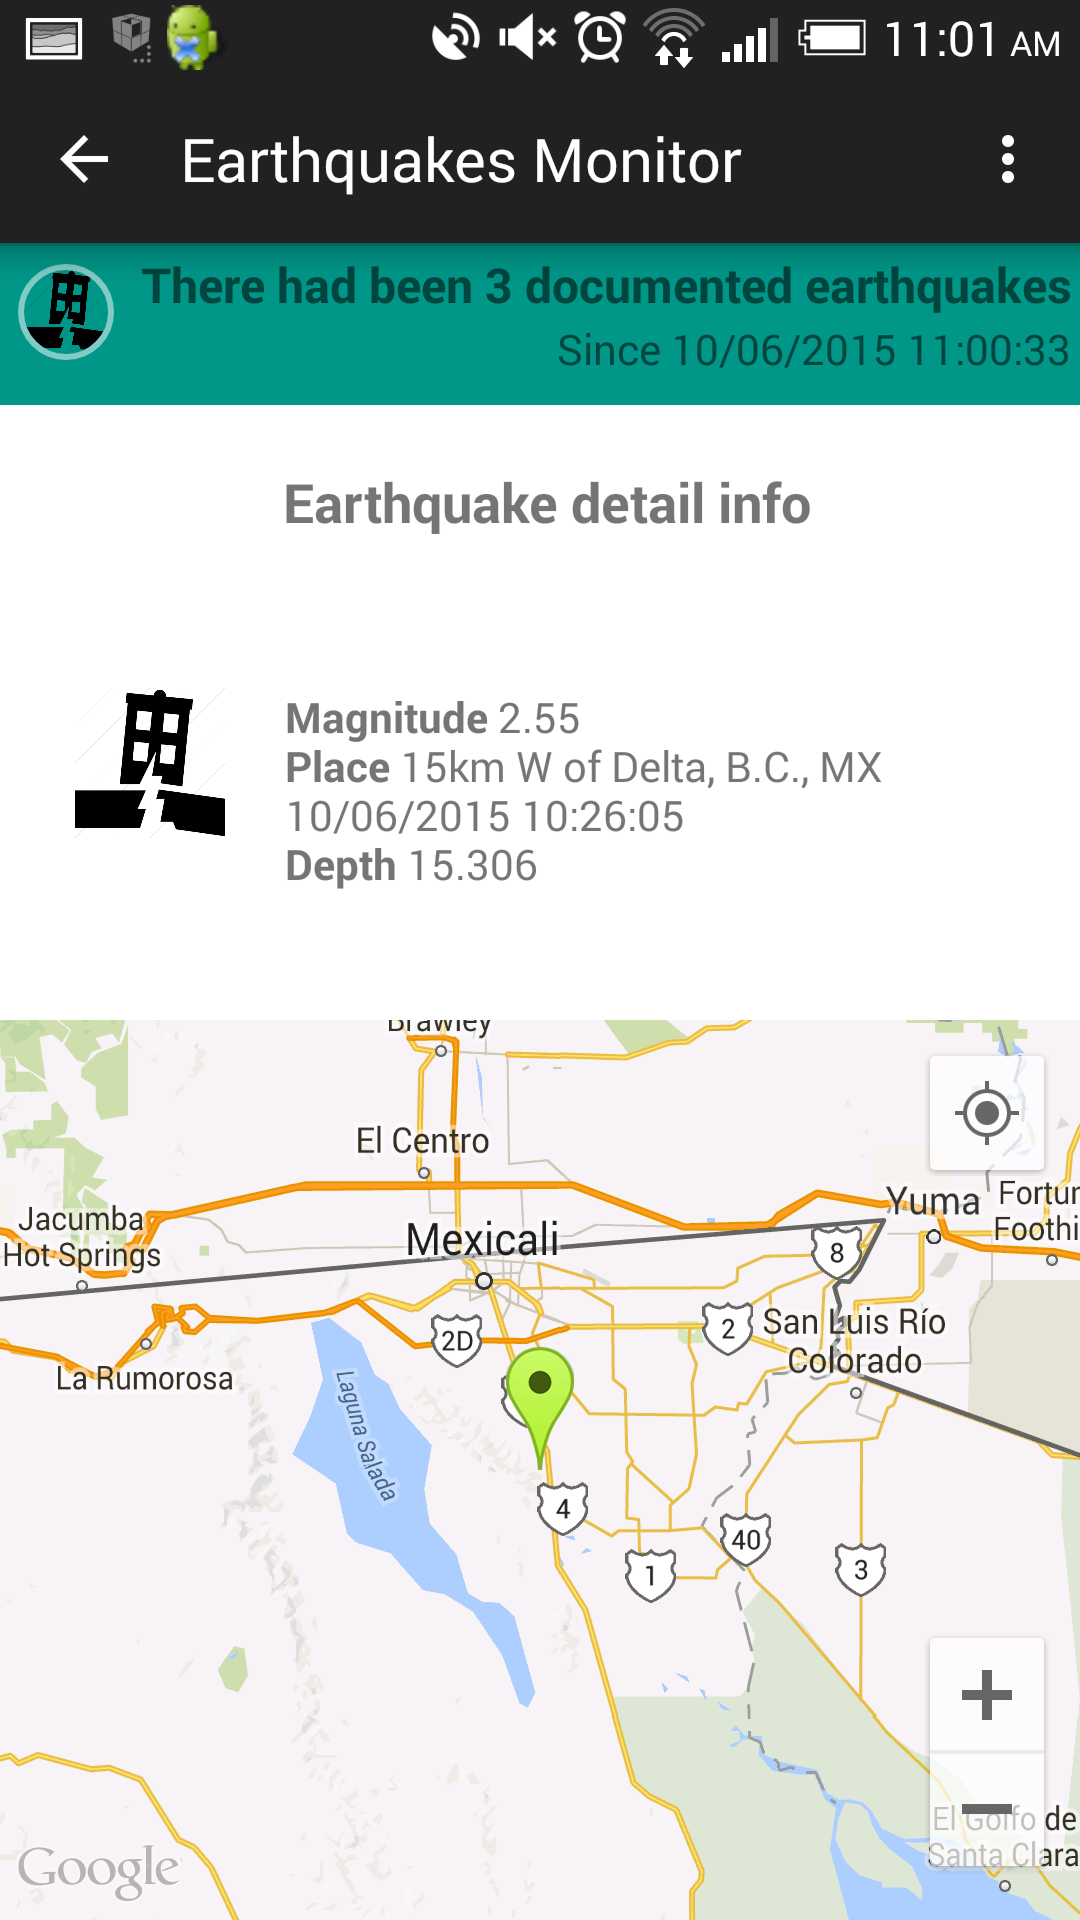 11:01 AM
Earthquakes Monitor
There had been 3 documented earthquakes
Since 10/06/2015 11:00:33
Earthquake detail info
Magnitude 2.55
Place 15km W of Delta, B.C., MX
10/06/2015 10:26:05
Depth 15.306
Brawley
El Centro
Yuma
Fortun
Foothi
Jacumba
Hot Springs
Mexicali
8
2D
2
San Luis Río
Colorado
La Rumorosa
Laguna Salada
4
40
1
3
+
−
El Golfo de
Santa Clara
Google